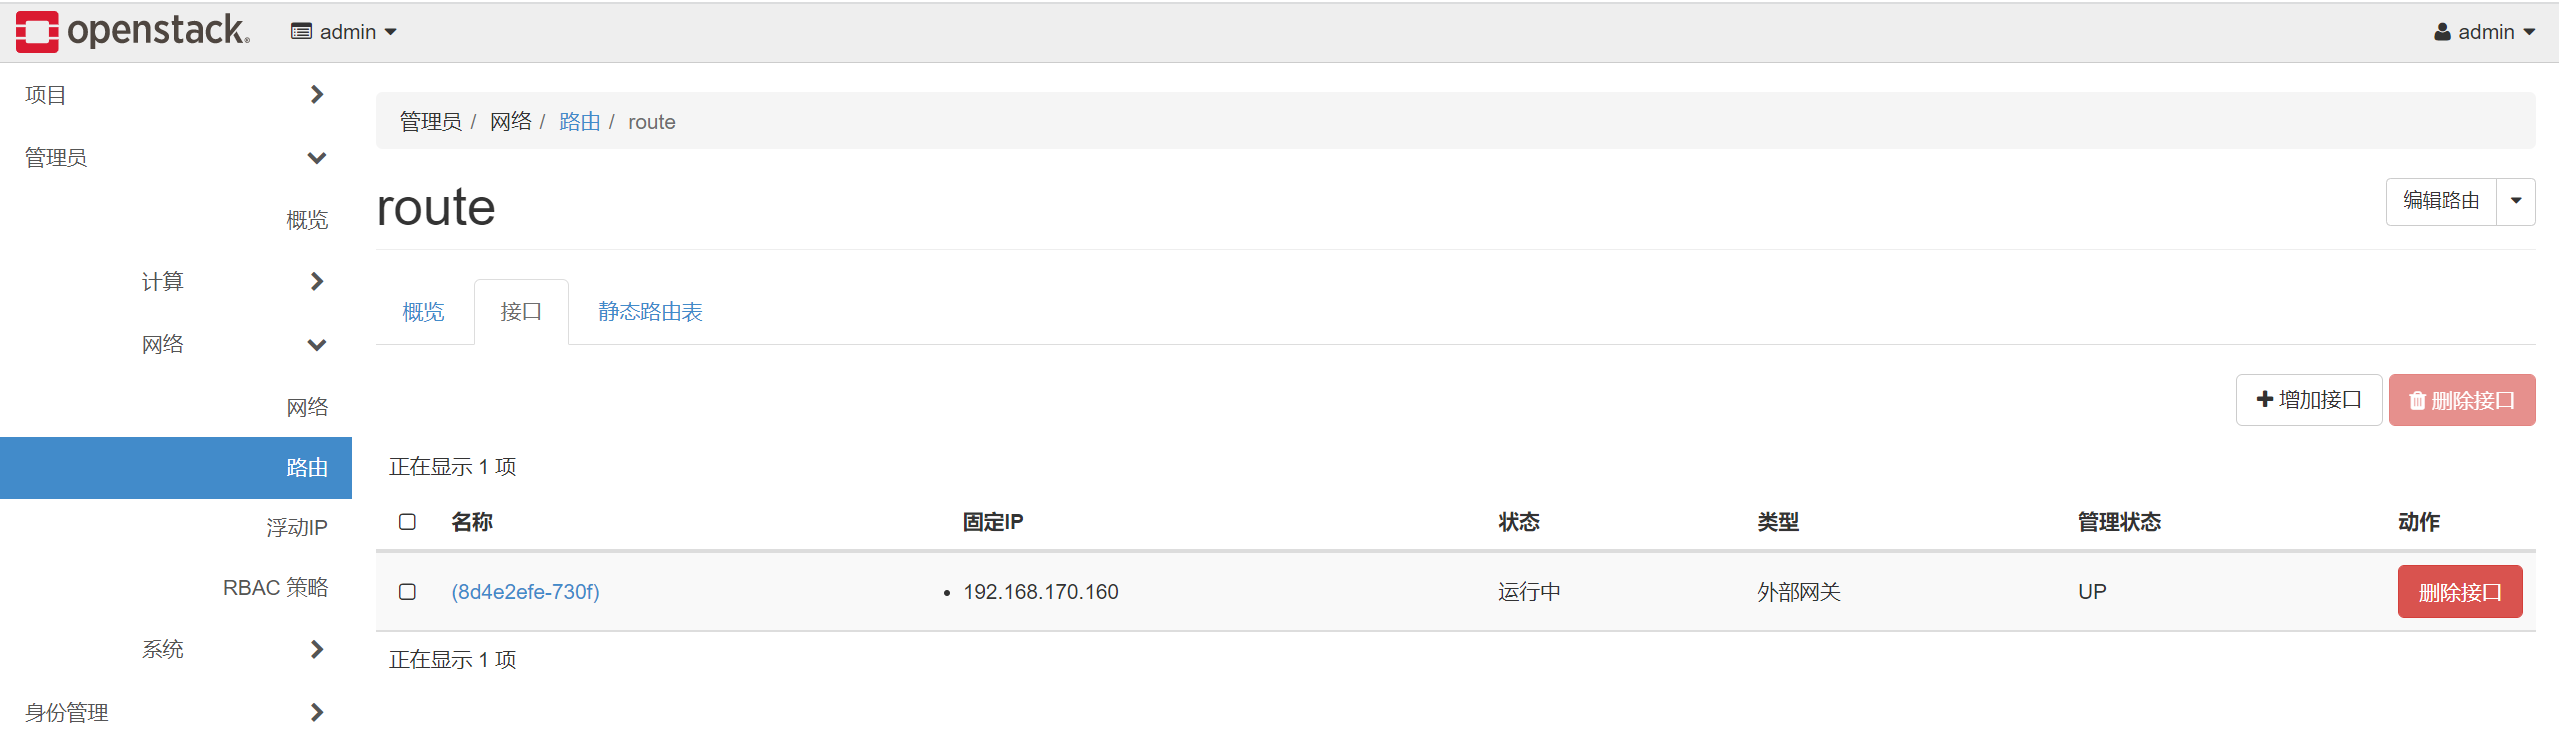 openstack. admin admin
项目
管理员
概览
计算
网络
网络
路由
浮动IP
RBAC 策略
系统
身份管理
管理员 / 网络 / 路由 / route
route
编辑路由
概览 接口 静态路由表
增加接口 删除接口
正在显示 1 项
名称 固定IP 状态 类型 管理状态 动作
(8d4e2efe-730f) • 192.168.170.160 运行中 外部网关 UP 删除接口
正在显示 1 项